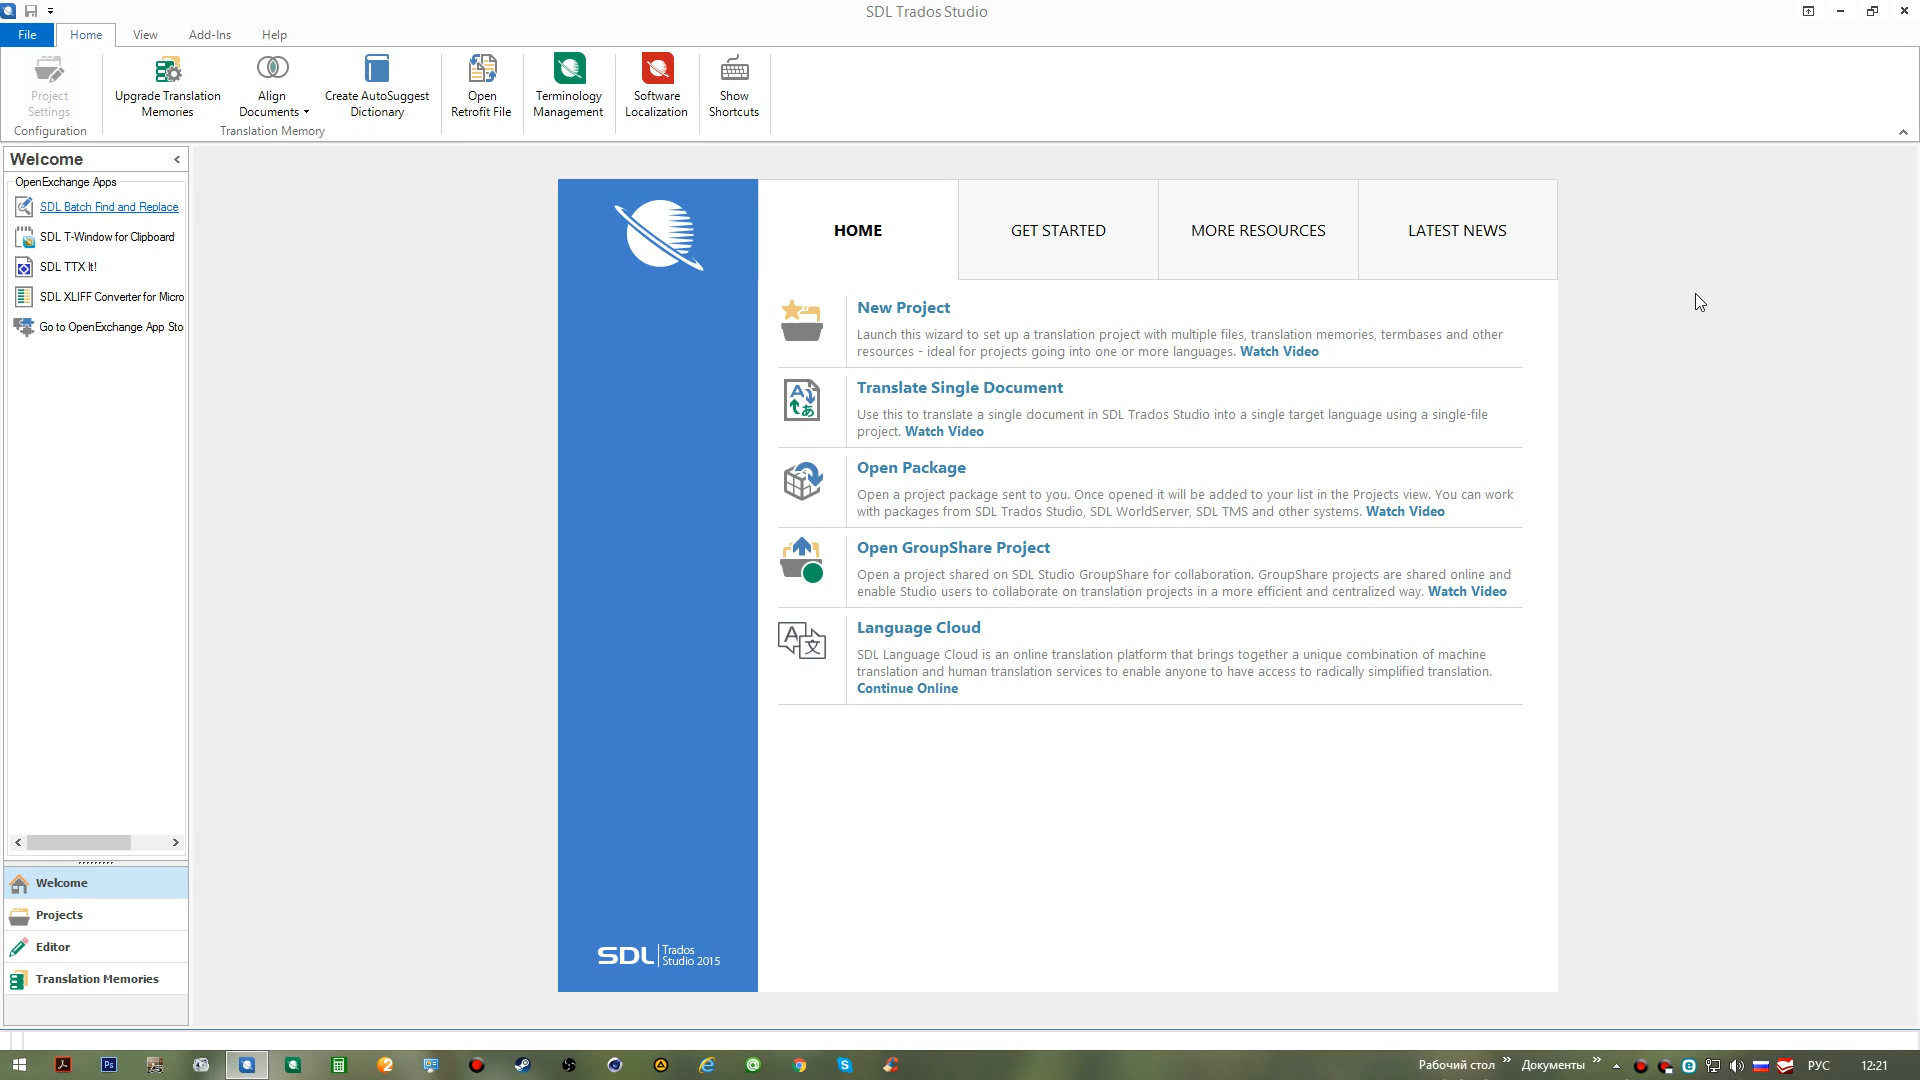 SDL Trados Studio
File Home View Add-Ins Help
Project Settings
Upgrade Translation Memories
Align Documents
Create AutoSuggest Dictionary
Open Retrofit File
Terminology Management
Software Localization
Show Shortcuts
Configuration
Translation Memory
Welcome
OpenExchange Apps
SDL Batch Find and Replace
SDL T-Window for Clipboard
SDL TTX It!
SDL XLIFF Converter for Micro
Go to OpenExchange App Sto
Welcome
Projects
Editor
Translation Memories
HOME
GET STARTED
MORE RESOURCES
LATEST NEWS
New Project
Launch this wizard to set up a translation project with multiple files, translation memories, termbases and other
resources - ideal for projects going into one or more languages. Watch Video
Translate Single Document
Use this to translate a single document in SDL Trados Studio into a single target language using a single-file
project. Watch Video
Open Package
Open a project package sent to you. Once opened it will be added to your list in the Projects view. You can work
with packages from SDL Trados Studio, SDL WorldServer, SDL TMS and other systems. Watch Video
Open GroupShare Project
Open a project shared on SDL Studio GroupShare for collaboration. GroupShare projects are shared online and
enable Studio users to collaborate on translation projects in a more efficient and centralized way. Watch Video
Language Cloud
SDL Language Cloud is an online translation platform that brings together a unique combination of machine
translation and human translation services to enable anyone to have access to radically simplified translation.
Continue Online
SDL Trados
Studio 2015
Рабочий стол
Документы
РУС
12:21